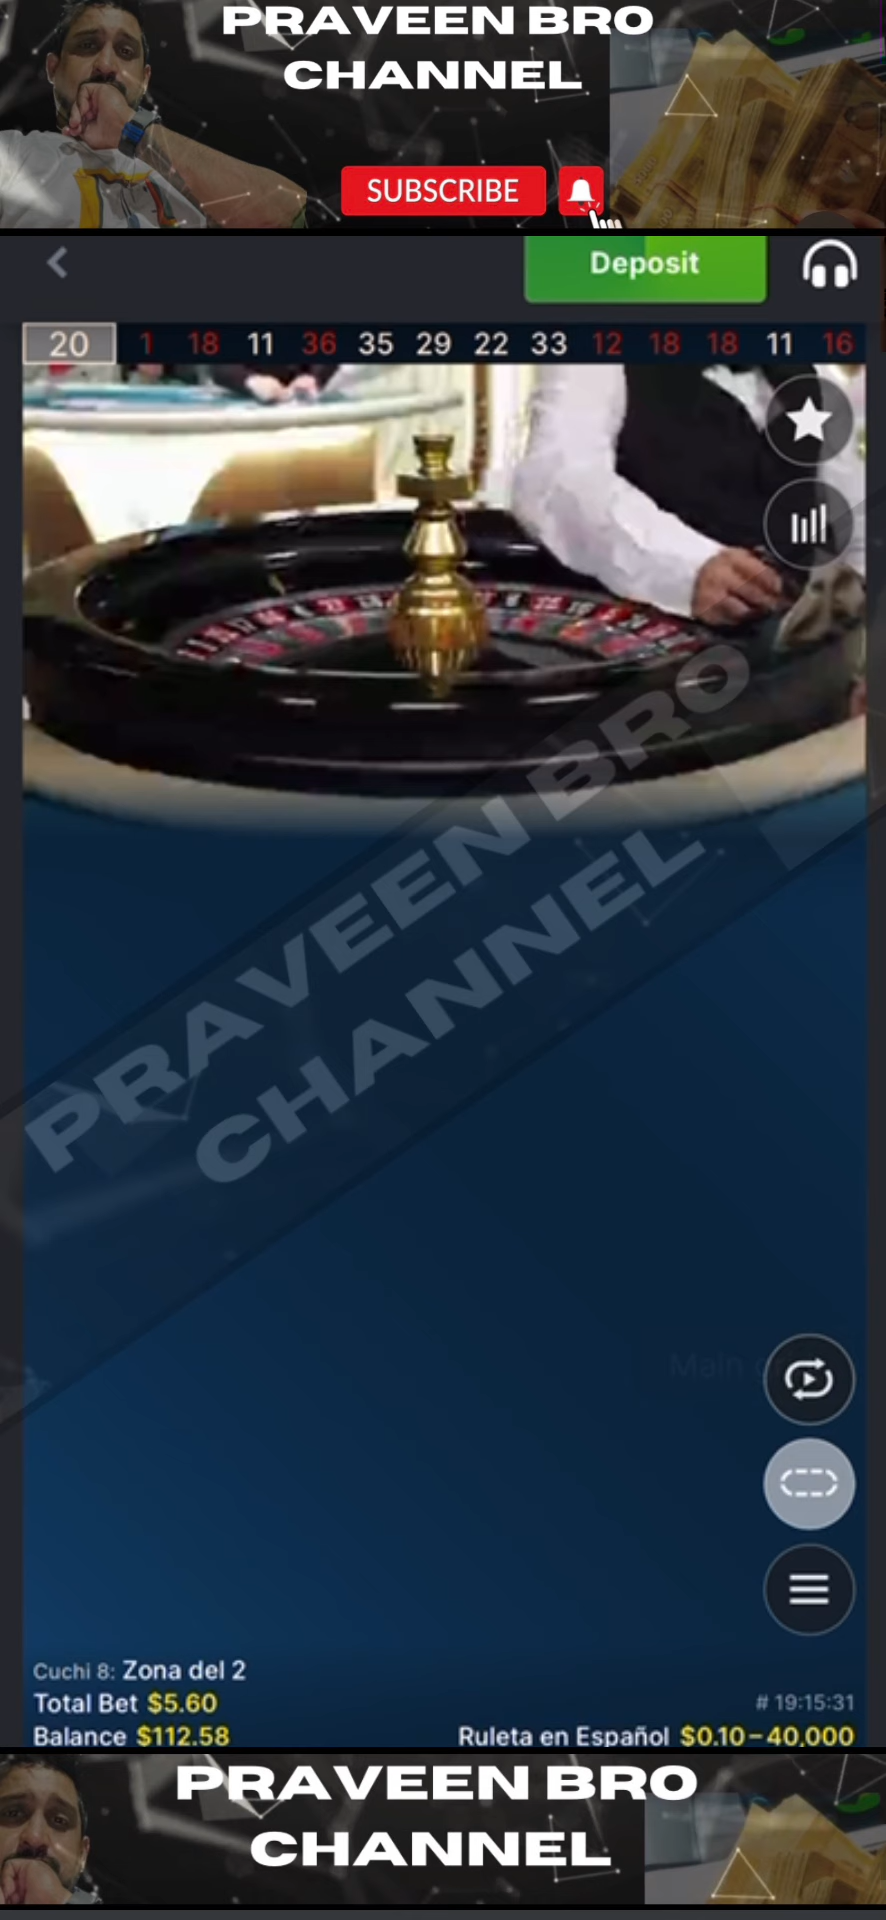 PRAVEEN BRO
CHANNEL
SUBSCRIBE
Deposit
20 1 18 11 36 35 29 22 33 12 18 18 11 16
PRAVEEN BRO
CHANNEL
Main
Cuchi 8: Zona del 2
Total Bet $5.60
# 19:15:31
Balance $112.58
Ruleta en Español $0.10–40,000
PRAVEEN BRO
CHANNEL